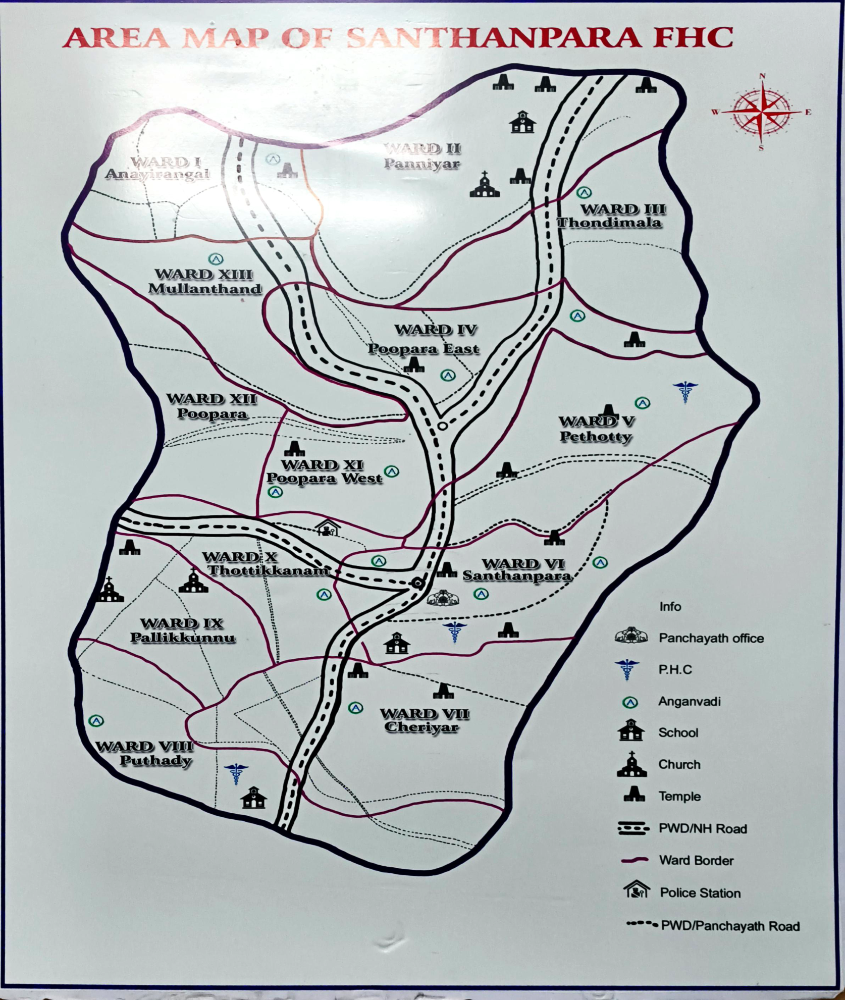 AREA MAP OF SANTHANPARA FHC
N
W
E
S
WARD I
Anayirangal
WARD II
Panniyar
WARD III
Thondimala
WARD XIII
Mullanthand
WARD IV
Poopara East
WARD XII
Poopara
WARD V
Pethotty
WARD XI
Poopara West
WARD X
Thottikkanam
WARD VI
Santhanpara
WARD IX
Pallikkunnu
WARD VII
Cheriyar
WARD VIII
Puthady
Info
Panchayath office
P.H.C
A Anganvadi
School
Church
Temple
PWD/NH Road
Ward Border
Police Station
PWD/Panchayath Road